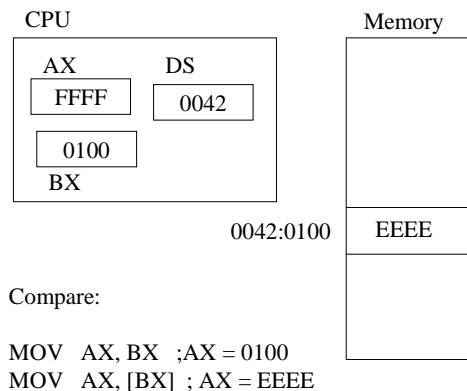 CPU
Memory
AX DS
FFFF
0042
0100
BX
0042:0100 EEEE
Compare:
MOV AX, BX ;AX = 0100
MOV AX, [BX] ; AX = EEEE